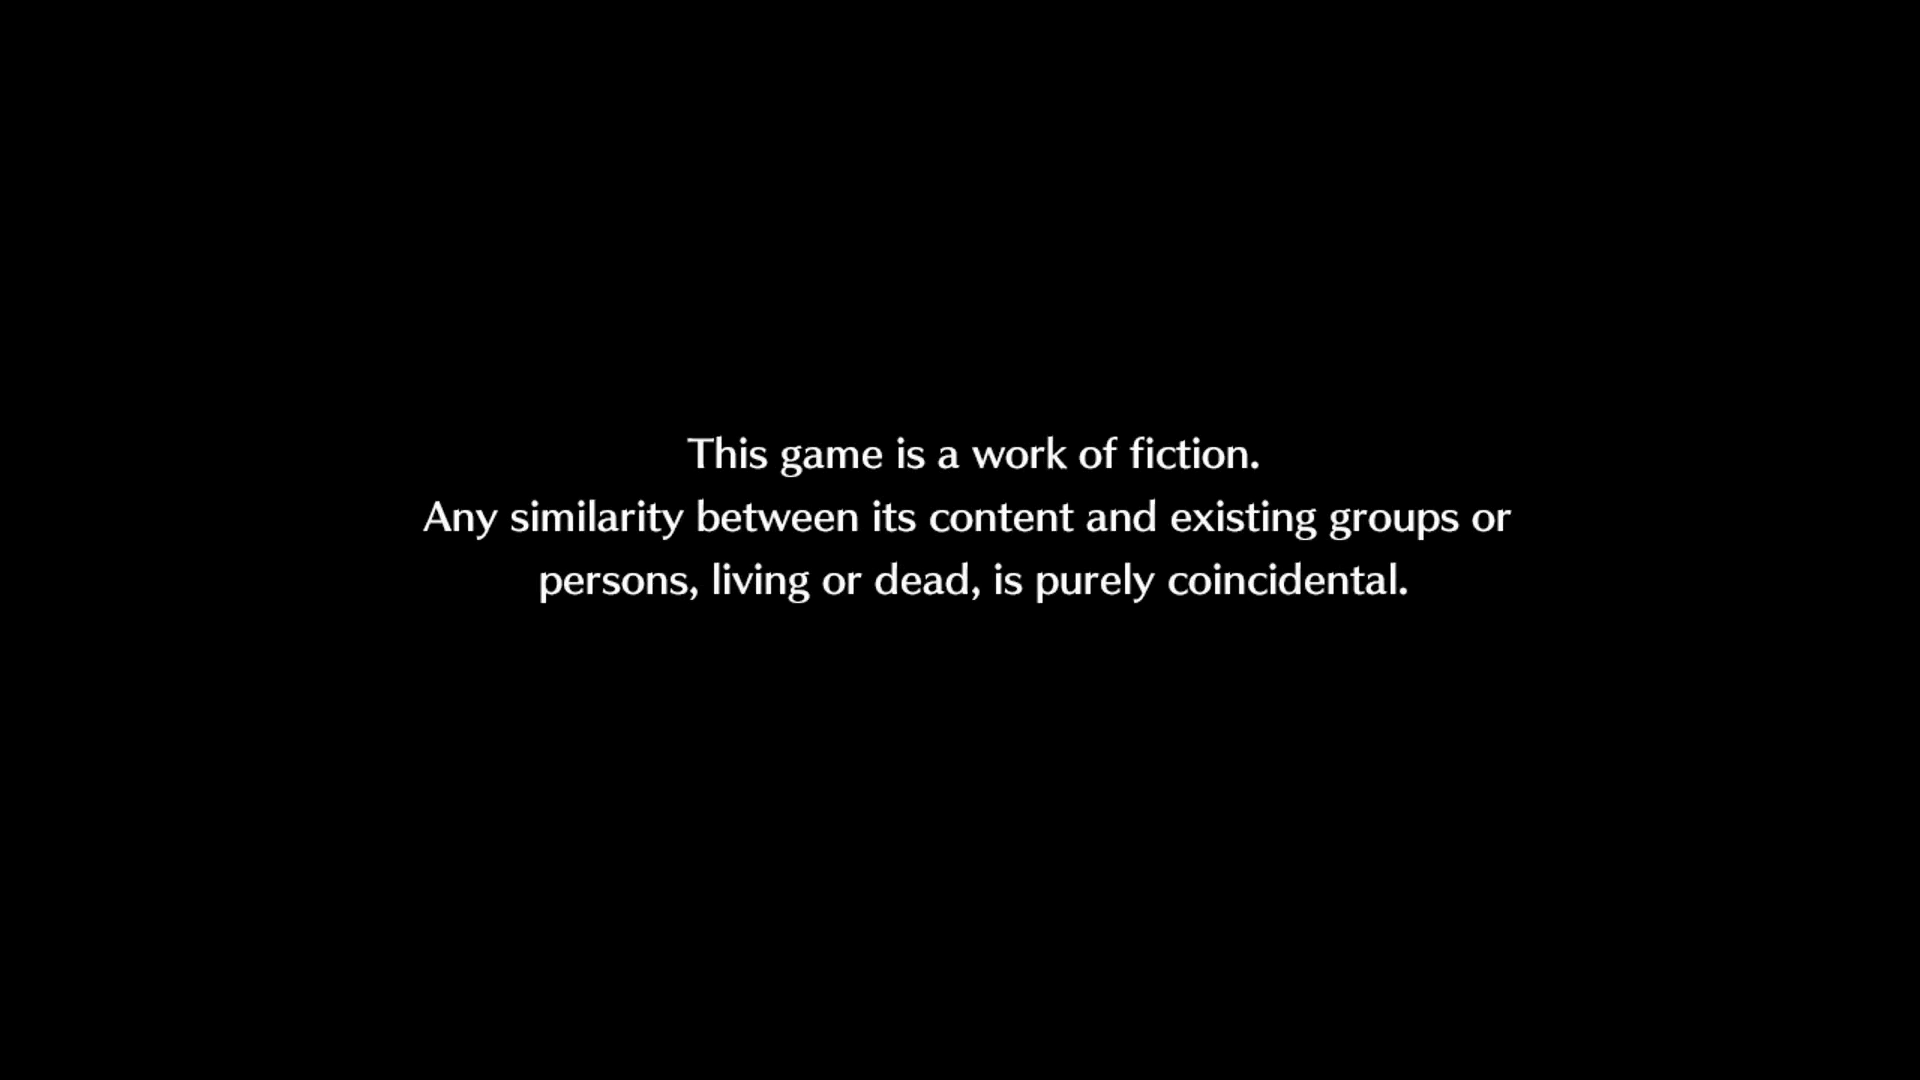 This game is a work of fiction.
Any similarity between its content and existing groups or
persons, living or dead, is purely coincidental.